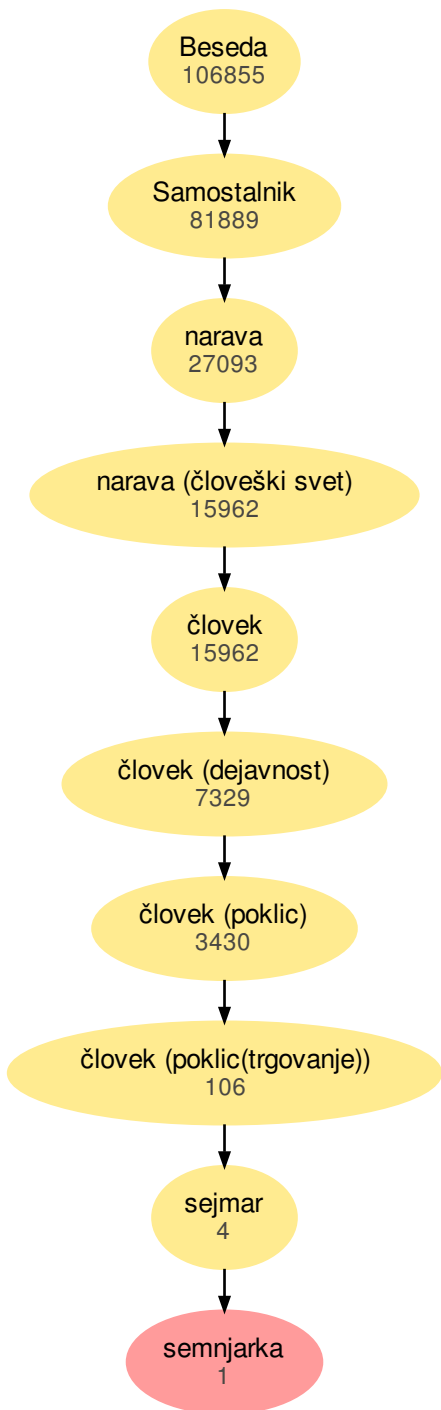 Beseda
106855
Samostalnik
81889
narava
27093
narava (človeški svet)
15962
človek
15962
človek (dejavnost)
7329
človek (poklic)
3430
človek (poklic(trgovanje))
106
sejmar
4
semnjarka
1